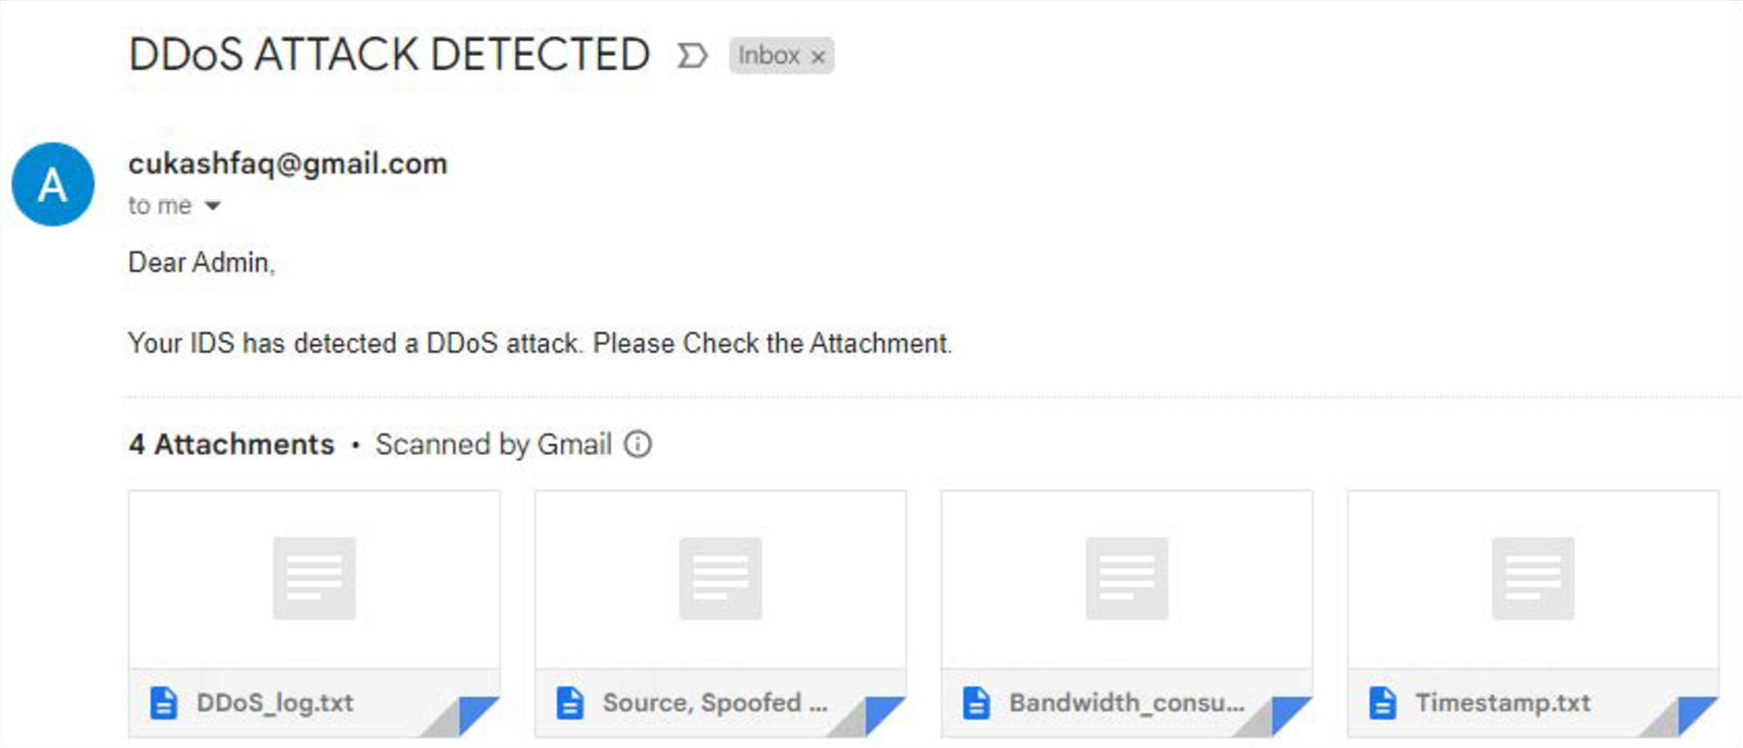 DDoS ATTACK DETECTED Inbox ×
A
cukashfaq@gmail.com
to me
Dear Admin,
Your IDS has detected a DDoS attack. Please Check the Attachment.
4 Attachments • Scanned by Gmail
DDoS_log.txt
Source, Spoofed ...
Bandwidth_consu...
Timestamp.txt